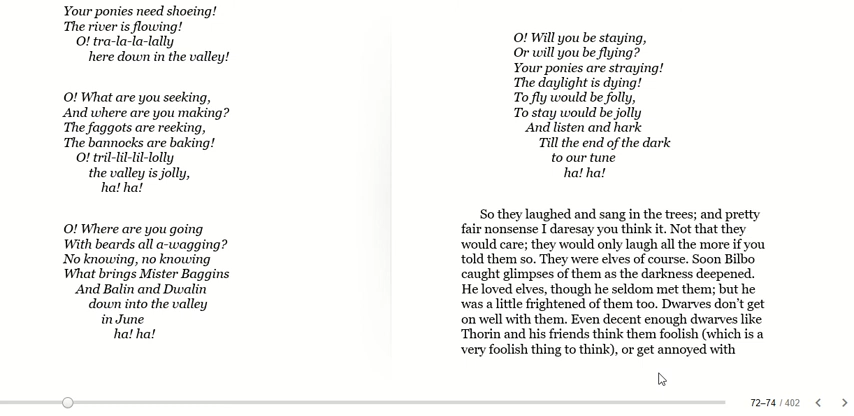 Your ponies need shoeing!
The river is flowing!
O! tra-la-la-lally
here down in the valley!
O! What are you seeking,
And where are you making?
The faggots are reeking,
The bannocks are baking!
O! tril-lil-lil-lolly
the valley is jolly,
ha! ha!
O! Where are you going
With beards all a-wagging?
No knowing, no knowing
What brings Mister Baggins
And Balin and Dwalin
down into the valley
in June
ha! ha!
O! Will you be staying,
Or will you be flying?
Your ponies are straying!
The daylight is dying!
To fly would be folly,
To stay would be jolly
And listen and hark
Till the end of the dark
to our tune
ha! ha!
So they laughed and sang in the trees; and pretty
fair nonsense I daresay you think it. Not that they
would care; they would only laugh all the more if you
told them so. They were elves of course. Soon Bilbo
caught glimpses of them as the darkness deepened.
He loved elves, though he seldom met them; but he
was a little frightened of them too. Dwarves don't get
on well with them. Even decent enough dwarves like
Thorin and his friends think them foolish (which is a
very foolish thing to think), or get annoyed with
72–74 / 402